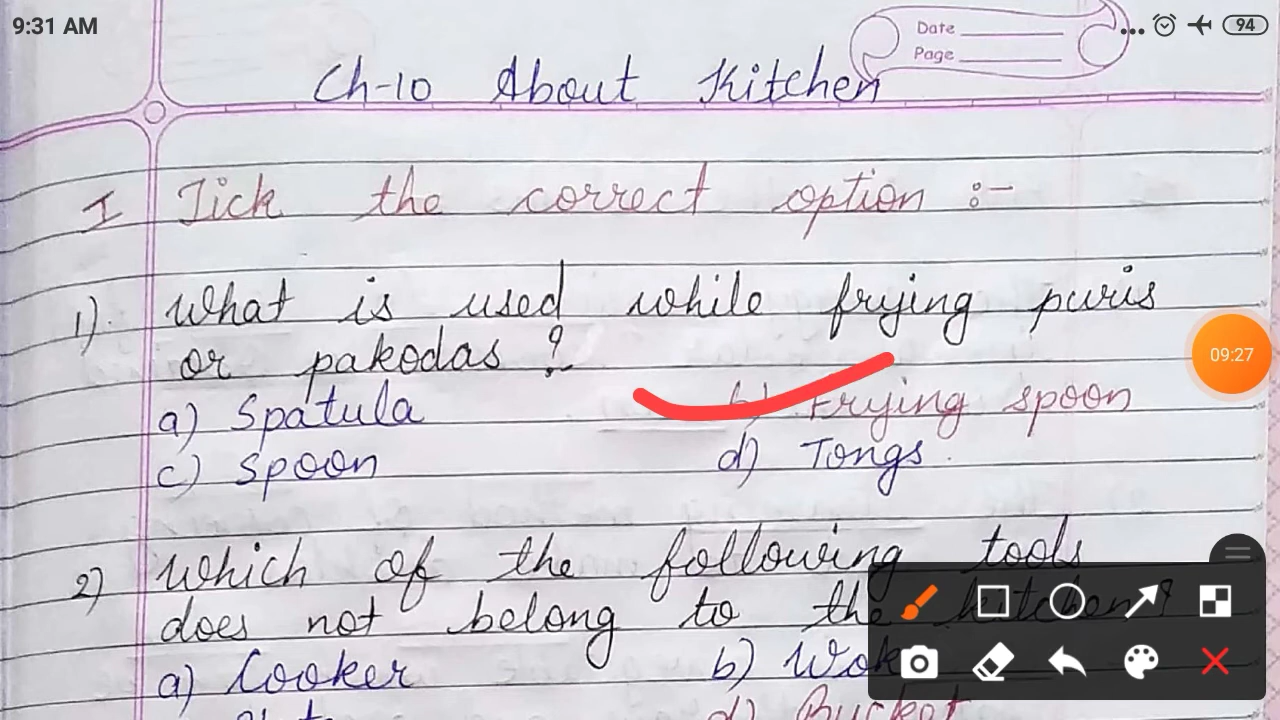 9:31 AM
94
Date
Page
Ch-10 About Kitchen
I Tick the correct option :-
1). What is used while frying puris
or pakodas ?
09:27
a) Spatula b) Frying spoon
c) Spoon d) Tongs.
2) Which of the following tools
does not belong to the kitchen?
a) Cooker b) Wok
d) Bucket